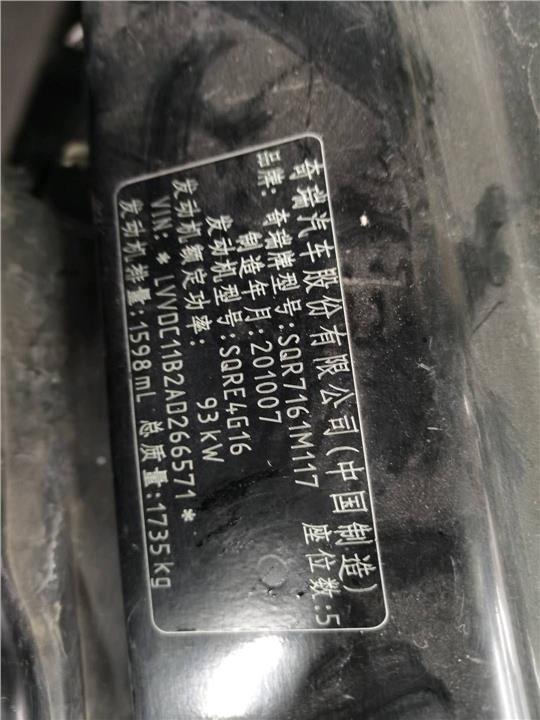 奇瑞汽车股份有限公司(中国制造)
品牌: 奇瑞牌型号:SQR7161M117 座位数:5
制造年月:201007
发动机型号:SQRE4G16
发动机额定功率: 93kW
VIN: * LVVDC11B2AD266571 *
发动机排量:1598mL 总质量:1735kg